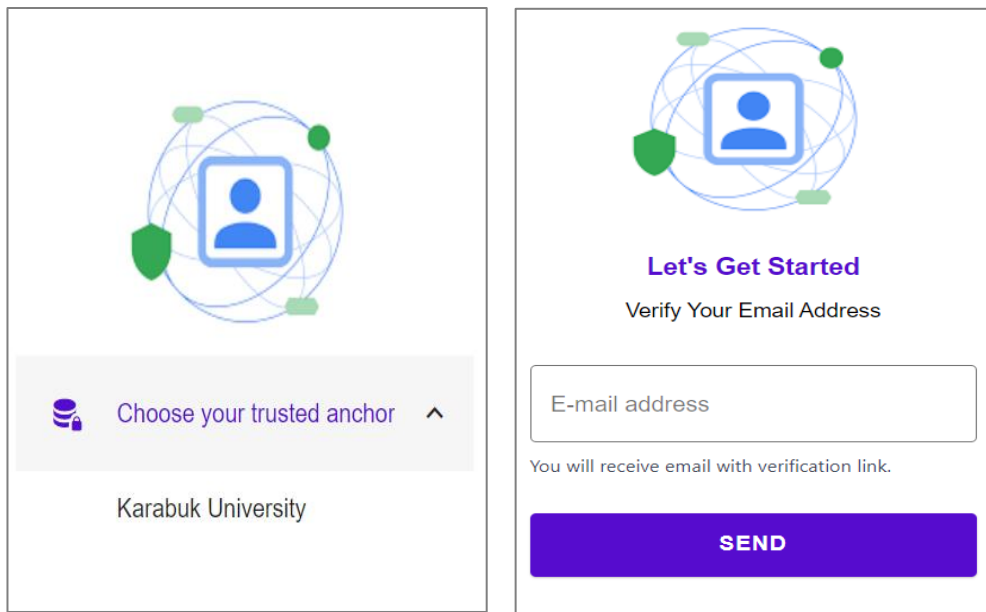 Choose your trusted anchor
Karabuk University
Let's Get Started
Verify Your Email Address
E-mail address
You will receive email with verification link.
SEND